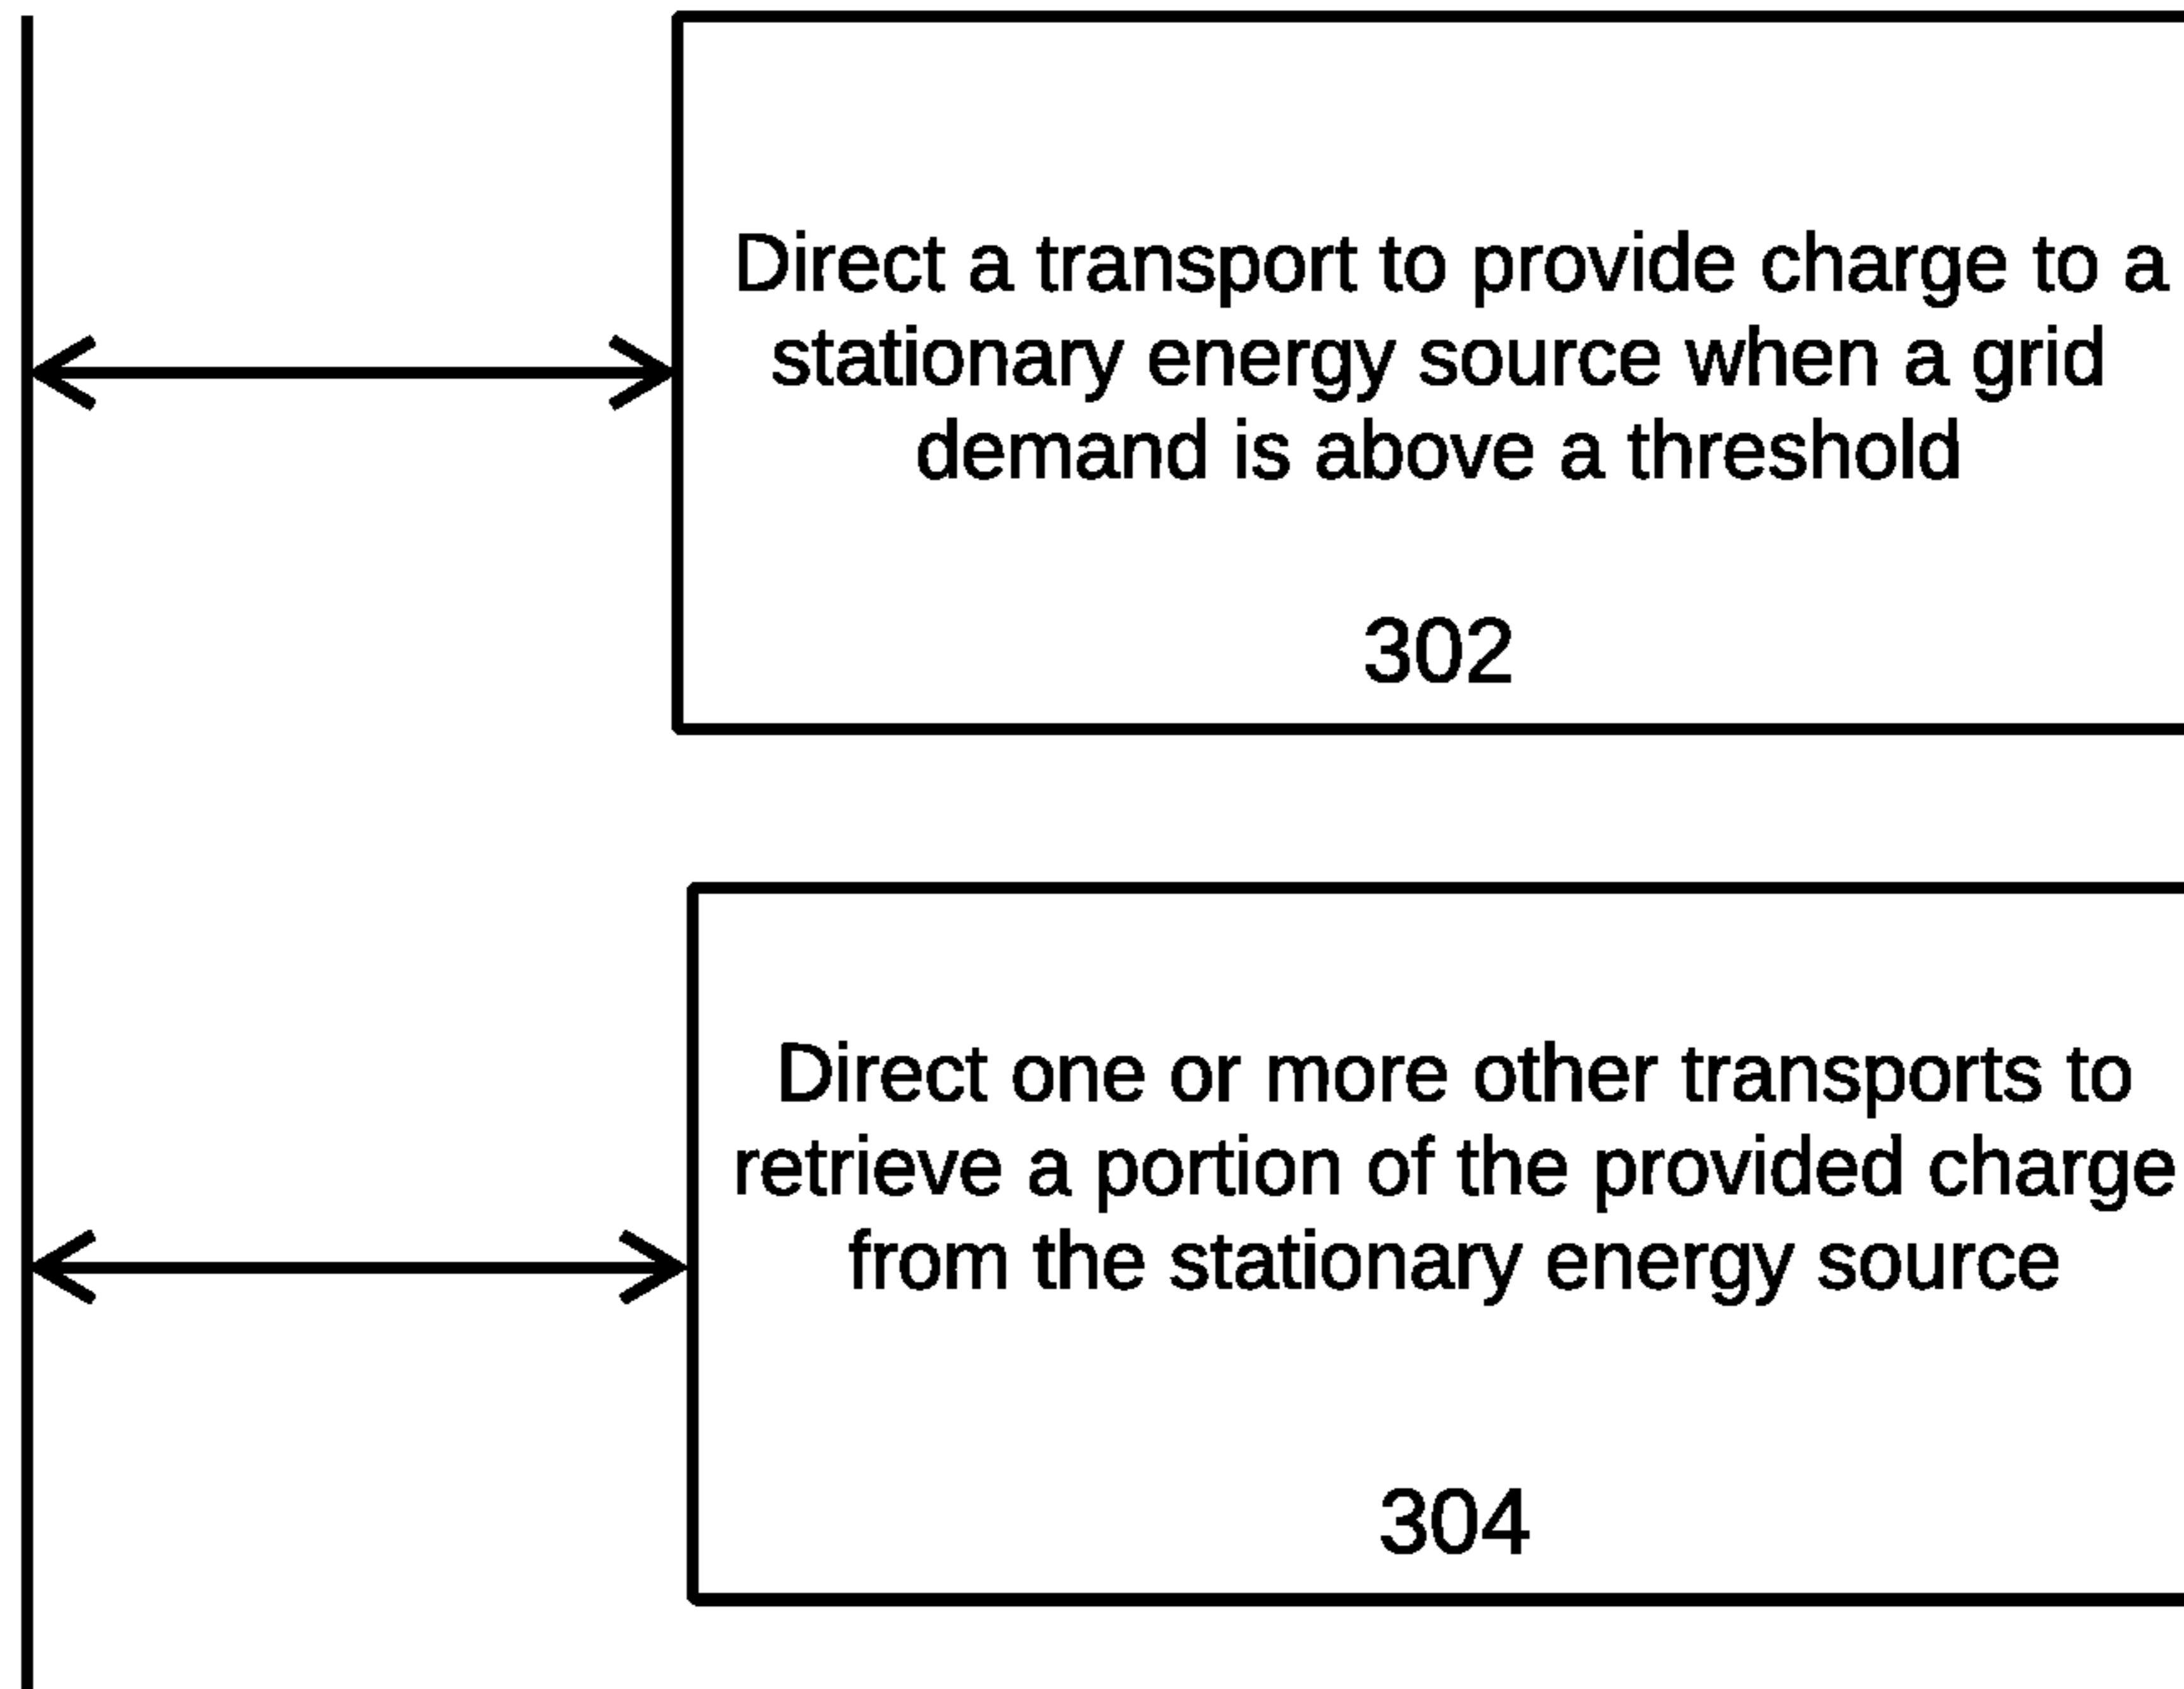 Direct a transport to provide charge to a
stationary energy source when a grid
demand is above a threshold
302
Direct one or more other transports to
retrieve a portion of the provided charge
from the stationary energy source
304